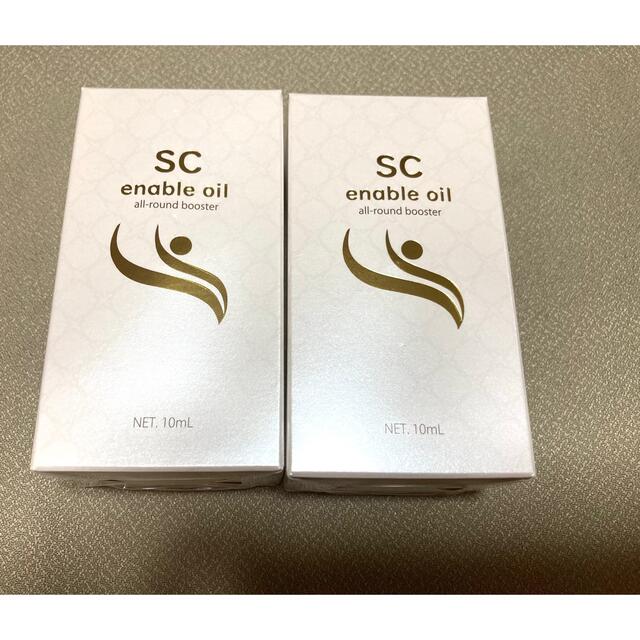 SC
enable oil
all-round booster
NET. 10mL
SC
enable oil
all-round booster
NET. 10mL